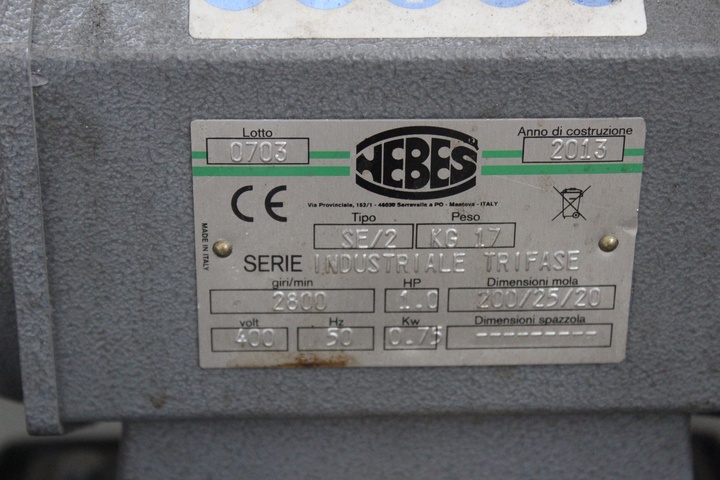 Lotto
0703
HEBES
Anno di costruzione
2013
Via Provinciale, 152/1 - 46030 Serravalle a PO - Mantova - ITALY
CE
Tipo
SE/2
Peso
KG 17
MADE IN ITALY
SERIE INDUSTRIALE TRIFASE
giri/min
2800
HP
1.0
Dimensioni mola
200/25/20
volt
400
Hz
50
Kw
0.75
Dimensioni spazzola
---------